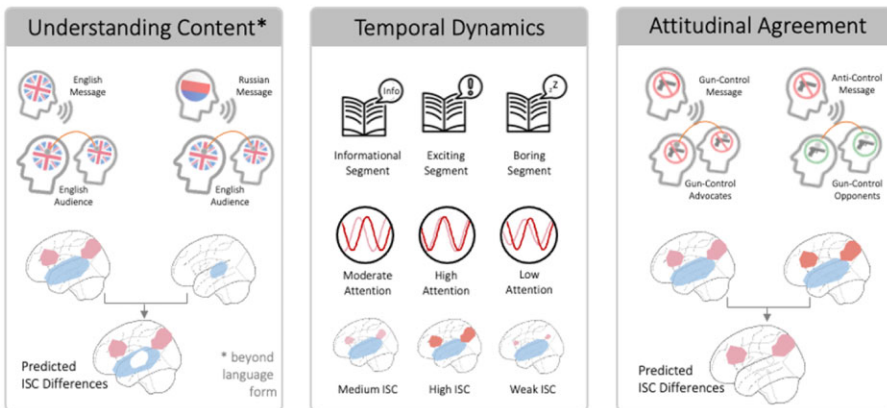 Understanding Content*
English
Message
Russian
Message
English
Audience
English
Audience
Predicted
ISC Differences
* beyond
language
form
Temporal Dynamics
Info
!
zZ
Informational
Segment
Exciting
Segment
Boring
Segment
Moderate
Attention
High
Attention
Low
Attention
Medium ISC
High ISC
Weak ISC
Attitudinal Agreement
Gun-Control
Message
Anti-Control
Message
Gun-Control
Advocates
Gun-Control
Opponents
Predicted
ISC Differences